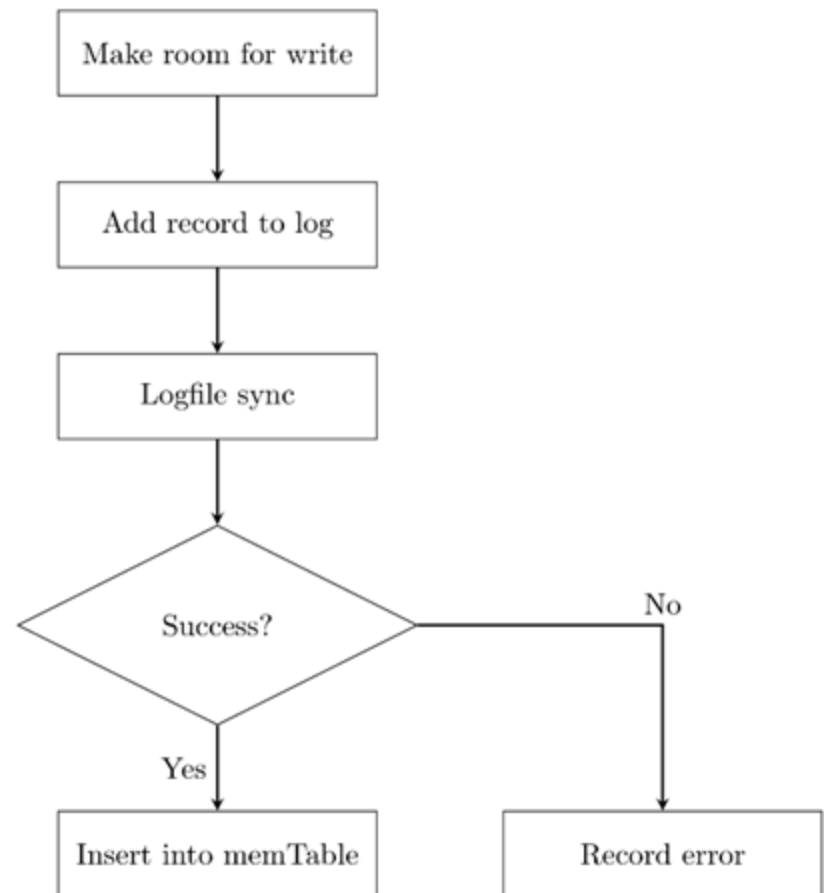 Make room for write
Add record to log
Logfile sync
Success?
No
Yes
Insert into memTable
Record error